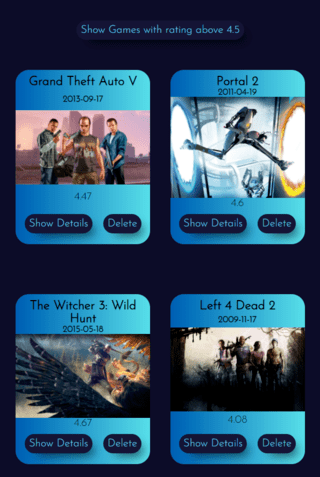 Show Games with rating above 4.5
Grand Theft Auto V
2013-09-17
4.47
Show Details
Delete
Portal 2
2011-04-19
4.6
Show Details
Delete
The Witcher 3: Wild
Hunt
2015-05-18
4.67
Show Details
Delete
Left 4 Dead 2
2009-11-17
4.08
Show Details
Delete